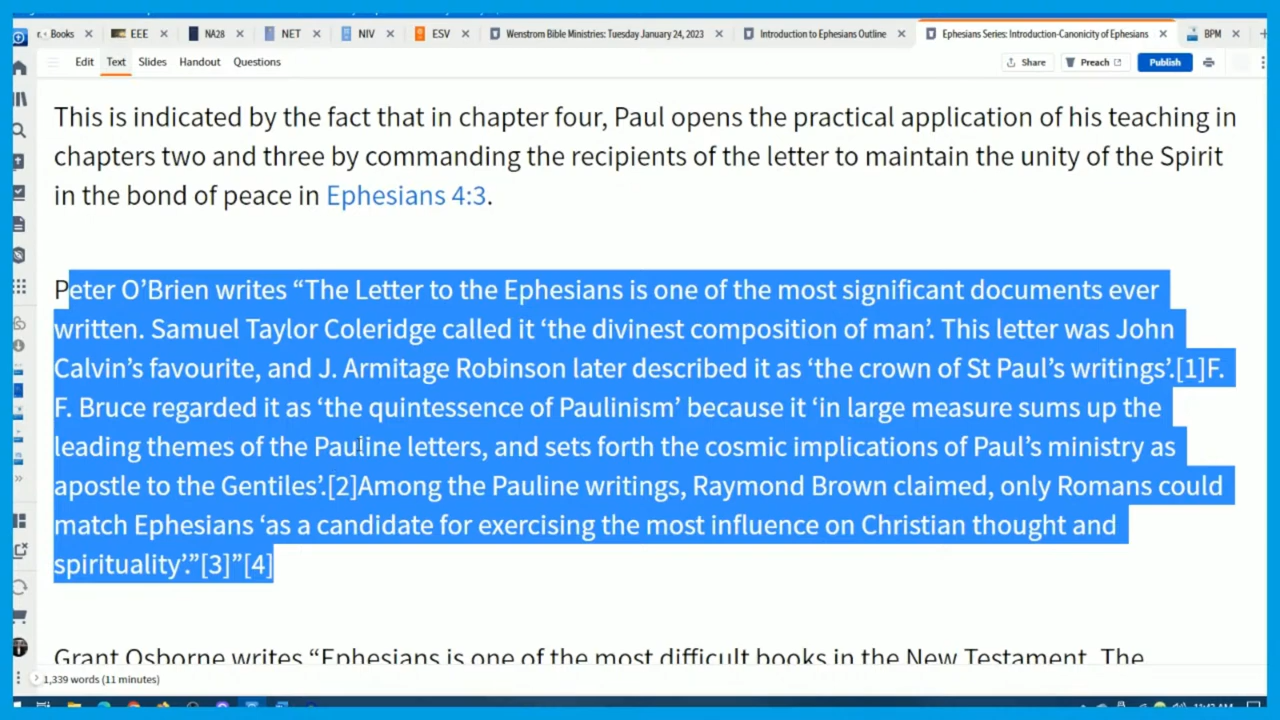 Books
EEE
NA28
NET
NIV
ESV
Wenstrom Bible Ministries: Tuesday January 24, 2023
Introduction to Ephesians Outline
Ephesians Series: Introduction-Canonicity of Ephesians
BPM
Edit Text Slides Handout Questions
Share Preach Publish
This is indicated by the fact that in chapter four, Paul opens the practical application of his teaching in
chapters two and three by commanding the recipients of the letter to maintain the unity of the Spirit
in the bond of peace in Ephesians 4:3.
Peter O’Brien writes “The Letter to the Ephesians is one of the most significant documents ever
written. Samuel Taylor Coleridge called it ‘the divinest composition of man’. This letter was John
Calvin’s favourite, and J. Armitage Robinson later described it as ‘the crown of St Paul’s writings’.[1]F.
F. Bruce regarded it as ‘the quintessence of Paulinism’ because it ‘in large measure sums up the
leading themes of the Pauline letters, and sets forth the cosmic implications of Paul’s ministry as
apostle to the Gentiles’.[2]Among the Pauline writings, Raymond Brown claimed, only Romans could
match Ephesians ‘as a candidate for exercising the most influence on Christian thought and
spirituality’.”[3]”[4]
Grant Osborne writes “Ephesians is one of the most difficult books in the New Testament. The
1,339 words (11 minutes)